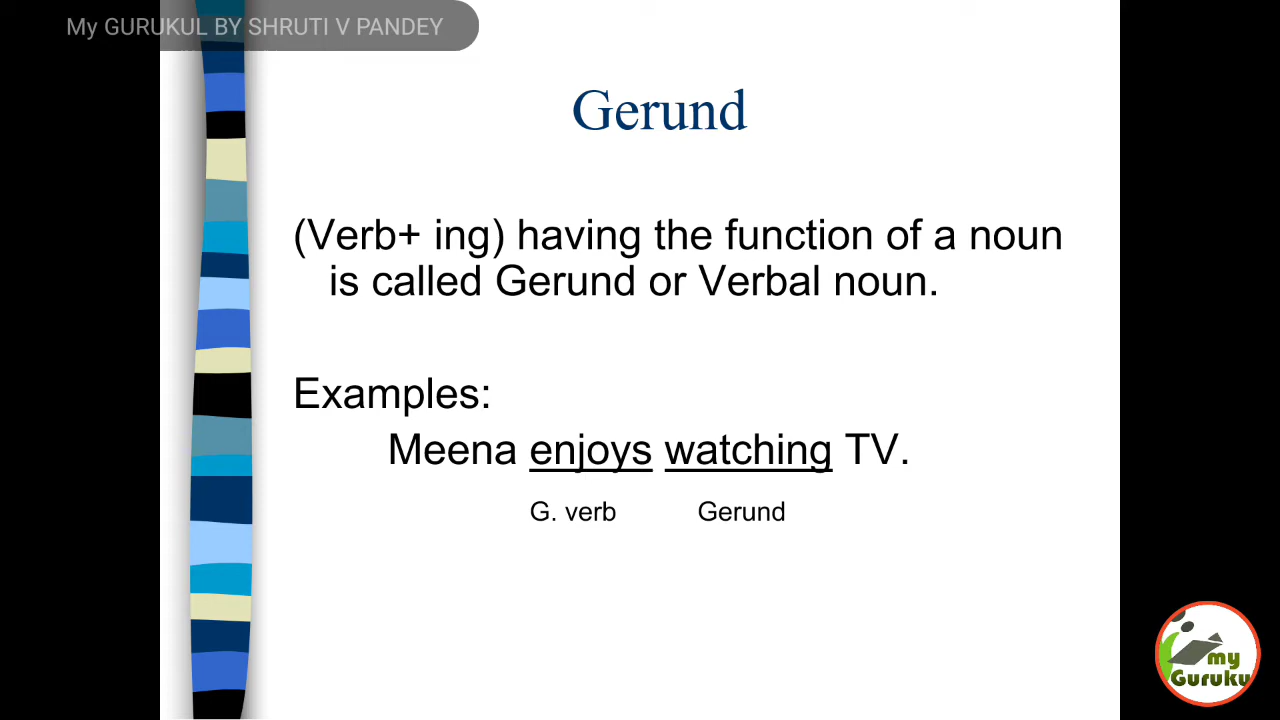 My GURUKUL BY SHRUTI V PANDEY
Gerund
(Verb+ ing) having the function of a noun
is called Gerund or Verbal noun.
Examples:
Meena enjoys watching TV.
G. verb Gerund
my
Guruku